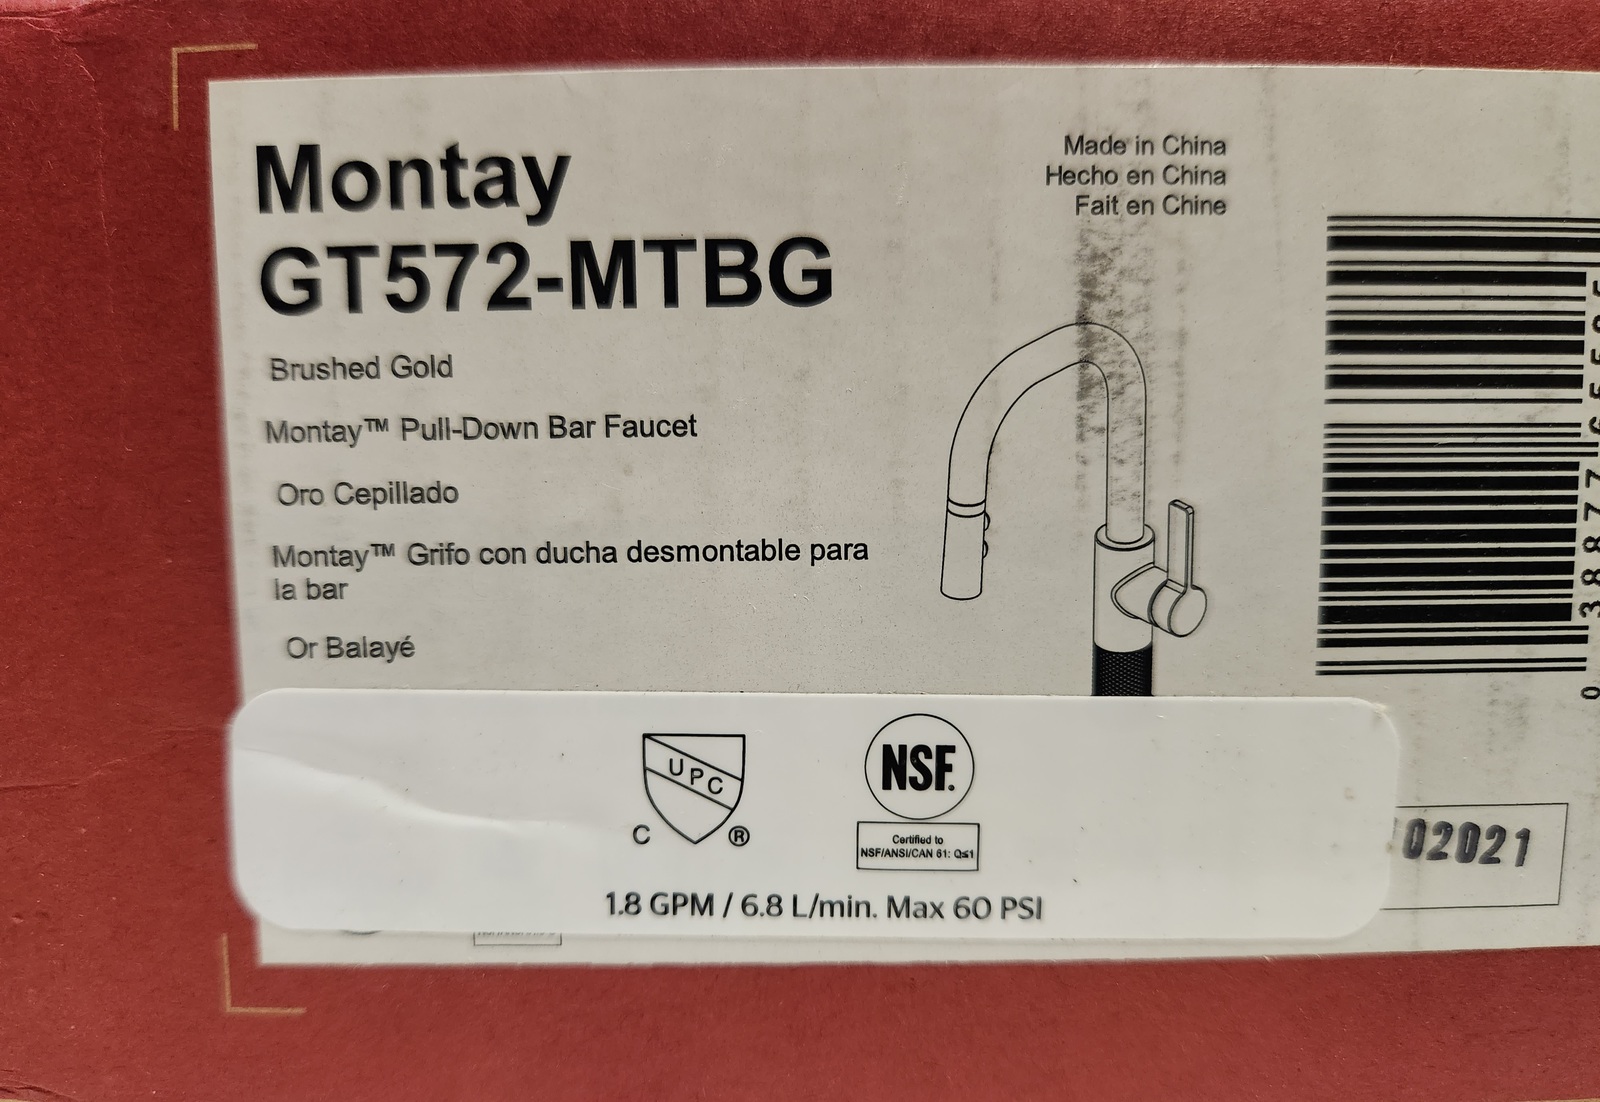 Montay
GT572-MTBG
Brushed Gold
Montay™ Pull-Down Bar Faucet
Oro Cepillado
Montay™ Grifo con ducha desmontable para
la bar
Or Balayé
Made in China
Hecho en China
Fait en Chine
UPC
C ®
NSF.
Certified to
NSF/ANSI/CAN 61: Q≤1
1.8 GPM / 6.8 L/min. Max 60 PSI
02021